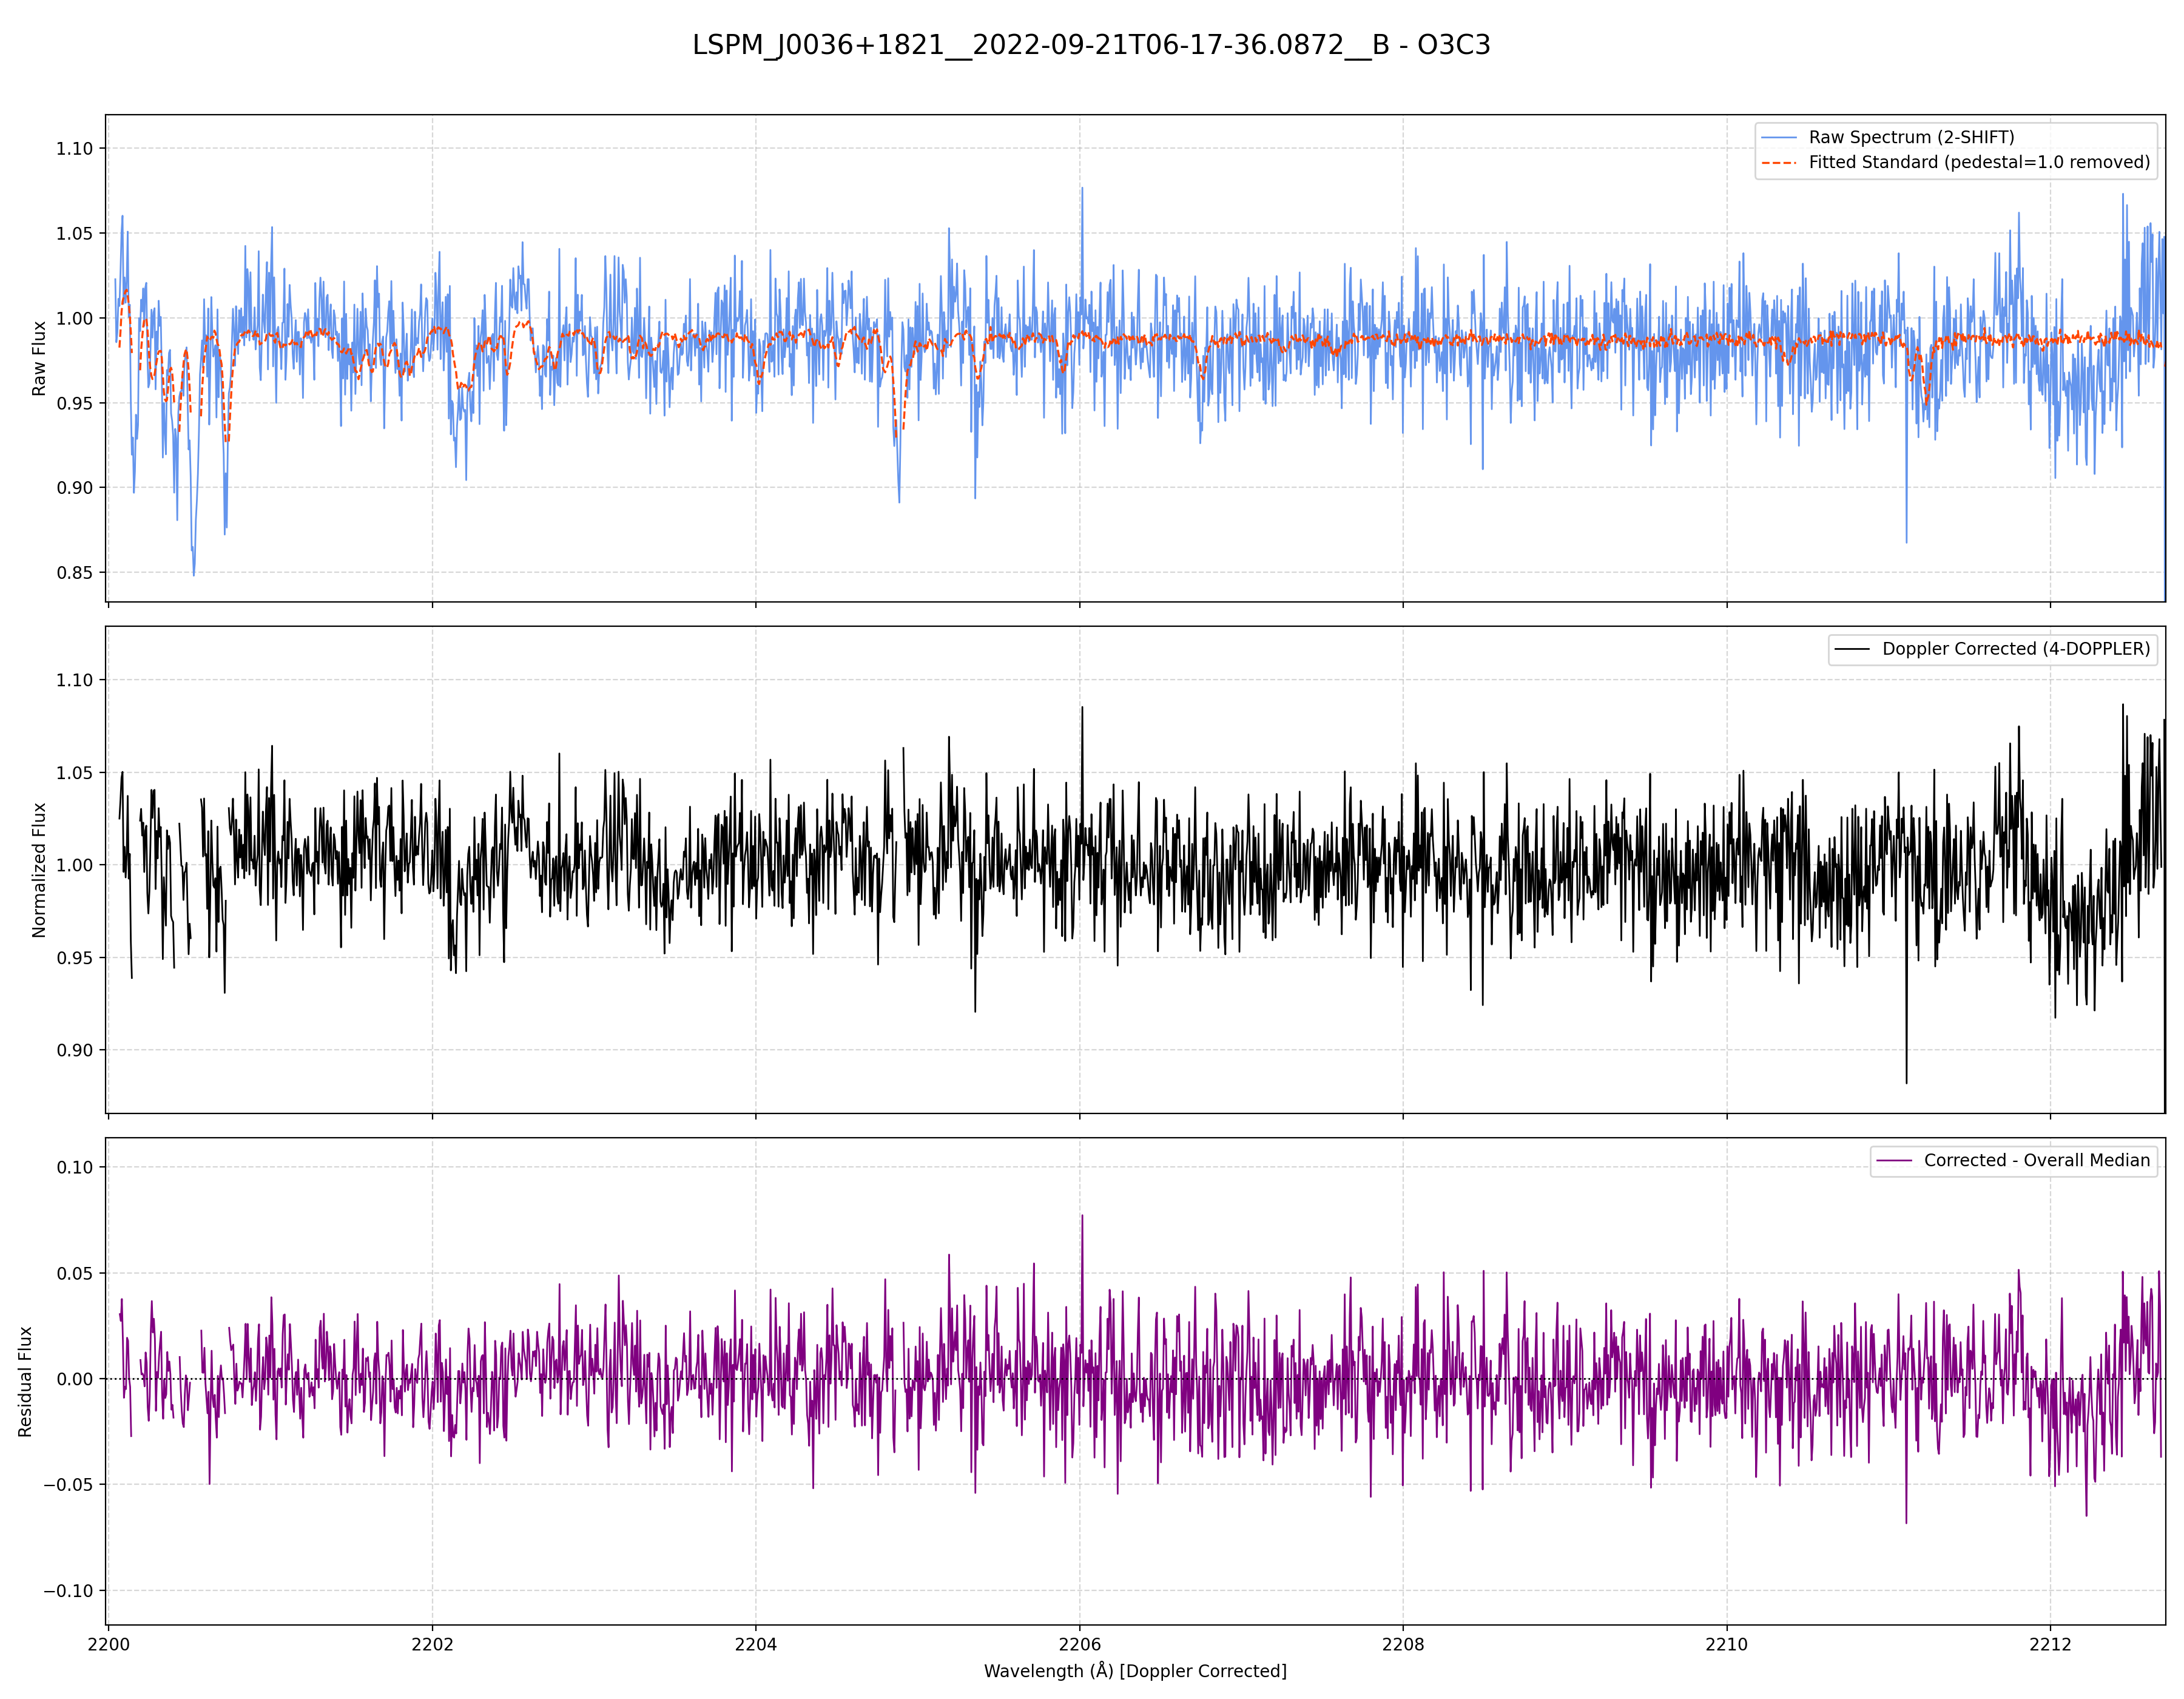 LSPM_J0036+1821__2022-09-21T06-17-36.0872__B - O3C3
Raw Spectrum (2-SHIFT)
Fitted Standard (pedestal=1.0 removed)
Raw Flux
1.10
1.05
1.00
0.95
0.90
0.85
Doppler Corrected (4-DOPPLER)
Normalized Flux
1.10
1.05
1.00
0.95
0.90
Corrected - Overall Median
Residual Flux
0.10
0.05
0.00
−0.05
−0.10
2200 2202 2204 2206 2208 2210 2212
Wavelength (Å) [Doppler Corrected]